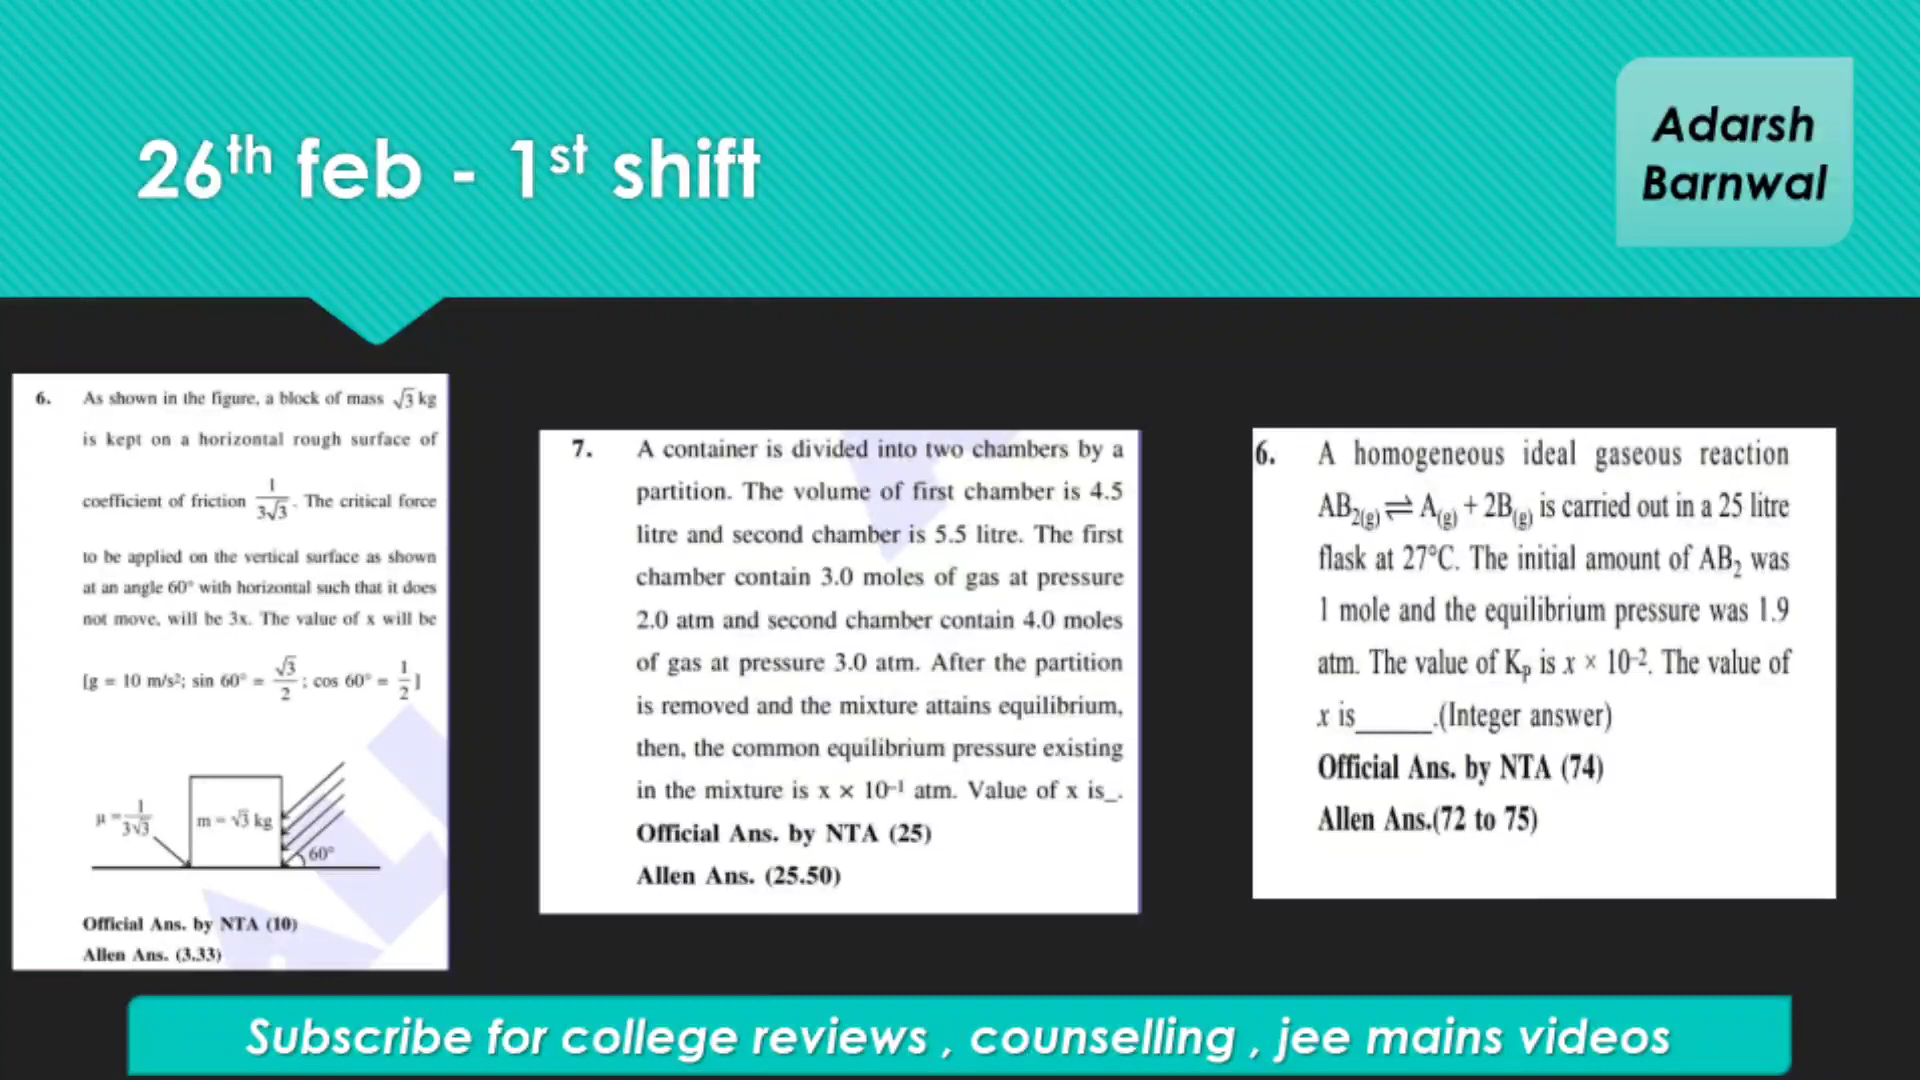 26th feb - 1st shift
Adarsh
Barnwal
6. As shown in the figure, a block of mass √3 kg
is kept on a horizontal rough surface of
coefficient of friction 1/3√3. The critical force
to be applied on the vertical surface as shown
at an angle 60° with horizontal such that it does
not move, will be 3x. The value of x will be
[g = 10 m/s²; sin 60° = √3/2; cos 60° = 1/2]
μ = 1/3√3
m = √3 kg
60°
Official Ans. by NTA (10)
Allen Ans. (3.33)
7. A container is divided into two chambers by a
partition. The volume of first chamber is 4.5
litre and second chamber is 5.5 litre. The first
chamber contain 3.0 moles of gas at pressure
2.0 atm and second chamber contain 4.0 moles
of gas at pressure 3.0 atm. After the partition
is removed and the mixture attains equilibrium,
then, the common equilibrium pressure existing
in the mixture is x × 10⁻¹ atm. Value of x is_.
Official Ans. by NTA (25)
Allen Ans. (25.50)
6. A homogeneous ideal gaseous reaction
AB₂(g) ⇌ A(g) + 2B(g) is carried out in a 25 litre
flask at 27°C. The initial amount of AB₂ was
1 mole and the equilibrium pressure was 1.9
atm. The value of Kp is x × 10⁻². The value of
x is_____.(Integer answer)
Official Ans. by NTA (74)
Allen Ans.(72 to 75)
Subscribe for college reviews , counselling , jee mains videos